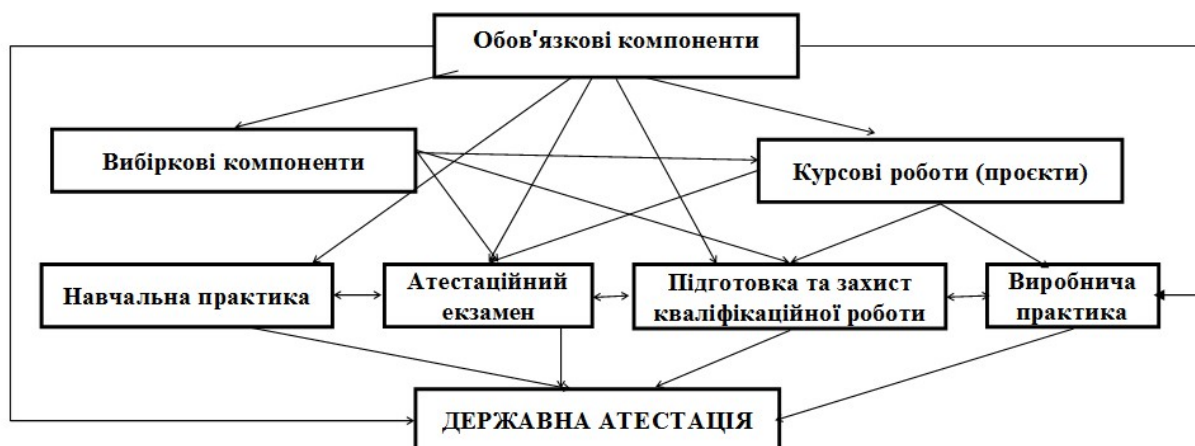 Обов'язкові компоненти
Вибіркові компоненти
Курсові роботи (проєкти)
Навчальна практика
Атестаційний
екзамен
Підготовка та захист
кваліфікаційної роботи
Виробнича
практика
ДЕРЖАВНА АТЕСТАЦІЯ